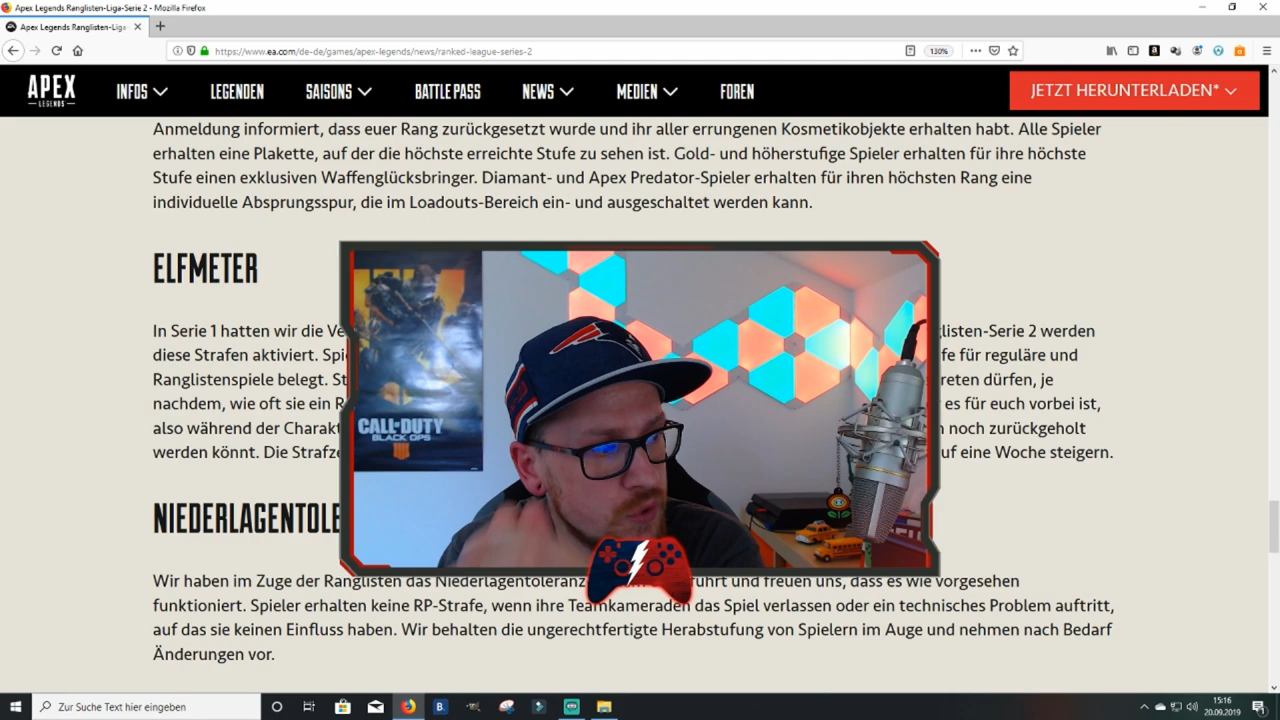 Apex Legends Ranglisten-Liga-Serie 2 - Mozilla Firefox
Apex Legends Ranglisten-Liga-
https://www.ea.com/de-de/games/apex-legends/news/ranked-league-series-2
130%
APEX
LEGENDS
INFOS
LEGENDEN
SAISONS
BATTLE PASS
NEWS
MEDIEN
FOREN
JETZT HERUNTERLADEN*
Anmeldung informiert, dass euer Rang zurückgesetzt wurde und ihr aller errungenen Kosmetikobjekte erhalten habt. Alle Spieler
erhalten eine Plakette, auf der die höchste erreichte Stufe zu sehen ist. Gold- und höherstufige Spieler erhalten für ihre höchste
Stufe einen exklusiven Waffenglücksbringer. Diamant- und Apex Predator-Spieler erhalten für ihren höchsten Rang eine
individuelle Absprungsspur, die im Loadouts-Bereich ein- und ausgeschaltet werden kann.
ELFMETER
In Serie 1 hatten wir die Ve glisten-Serie 2 werden
diese Strafen aktiviert. Spi fe für reguläre und
Ranglistenspiele belegt. St reten dürfen, je
nachdem, wie oft sie ein R es für euch vorbei ist,
also während der Charakt n noch zurückgeholt
werden könnt. Die Strafze uf eine Woche steigern.
CALL OF DUTY
BLACK OPS
NIEDERLAGENTOLE
Wir haben im Zuge der Ranglisten das Niederlagentoleranz führt und freuen uns, dass es wie vorgesehen
funktioniert. Spieler erhalten keine RP-Strafe, wenn ihre Teamkameraden das Spiel verlassen oder ein technisches Problem auftritt,
auf das sie keinen Einfluss haben. Wir behalten die ungerechtfertigte Herabstufung von Spielern im Auge und nehmen nach Bedarf
Änderungen vor.
Zur Suche Text hier eingeben
15:16
20.09.2019